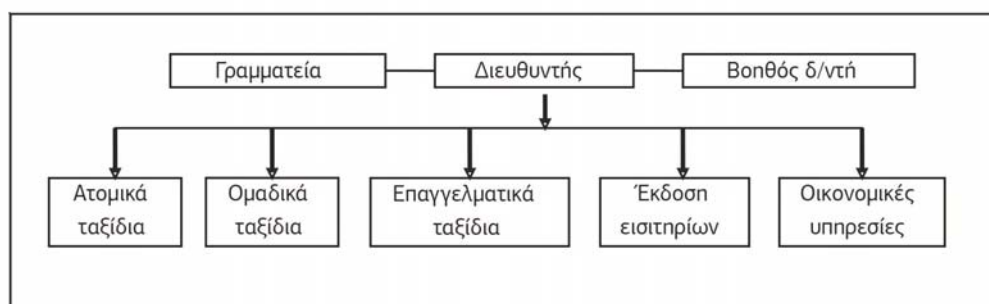 Γραμματεία
Διευθυντής
Βοηθός δ/ντή
Ατομικά
ταξίδια
Ομαδικά
ταξίδια
Επαγγελματικά
ταξίδια
Έκδοση
εισιτηρίων
Οικονομικές
υπηρεσίες